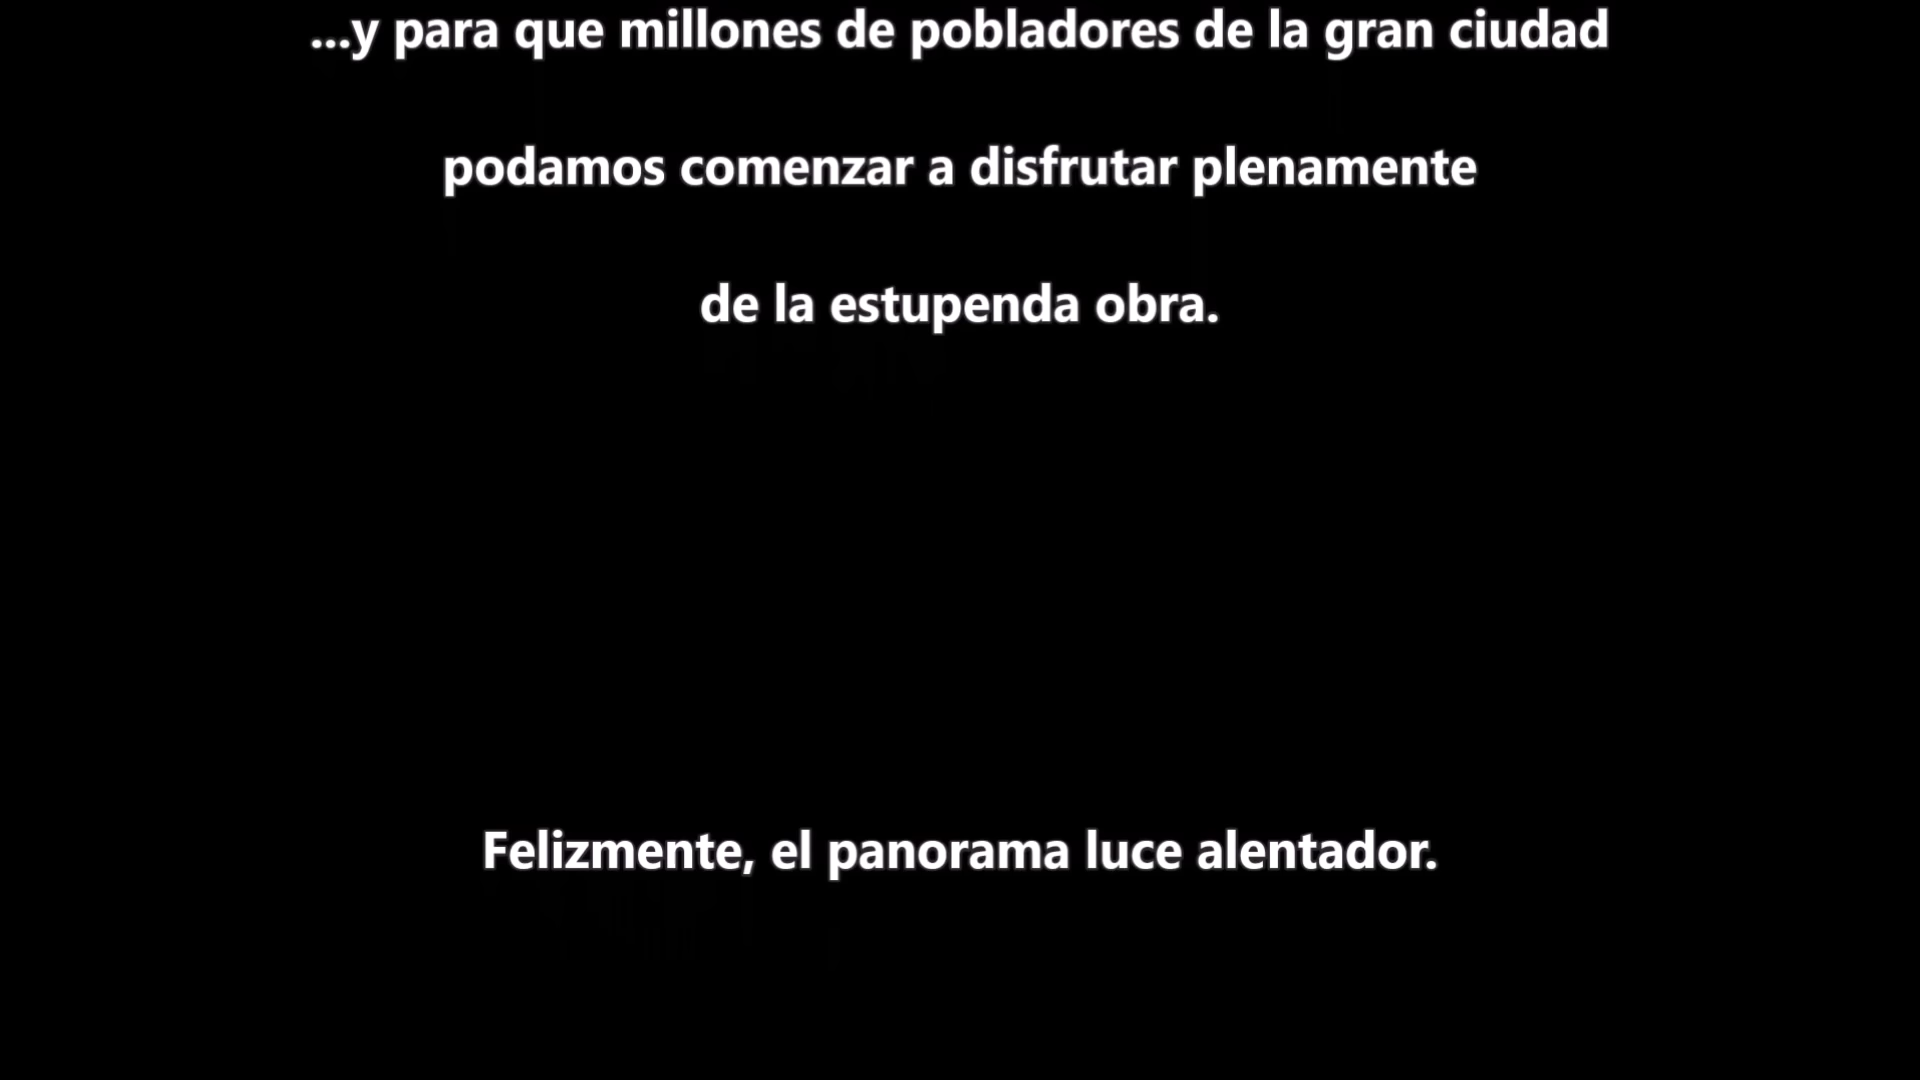 ...y para que millones de pobladores de la gran ciudad
podamos comenzar a disfrutar plenamente
de la estupenda obra.
Felizmente, el panorama luce alentador.